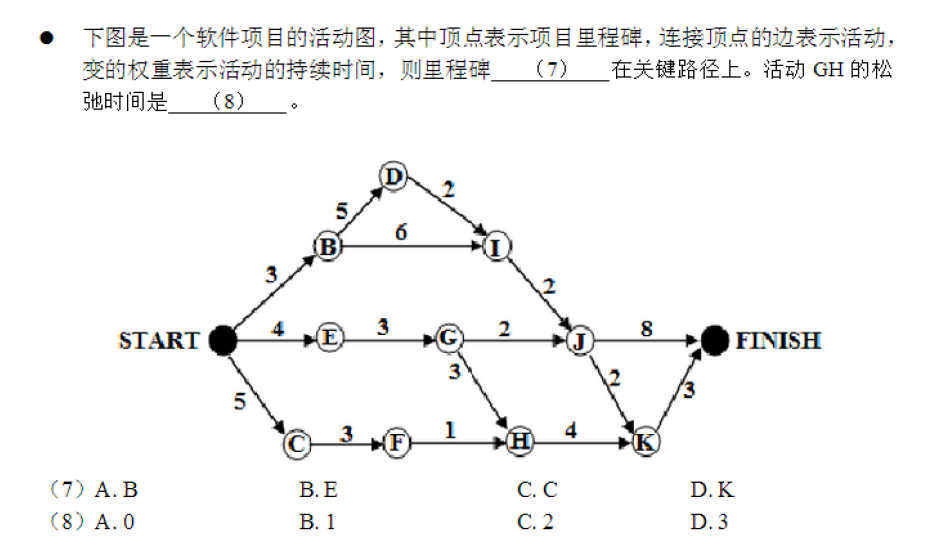 ● 下图是一个软件项目的活动图，其中顶点表示项目里程碑，连接顶点的边表示活动，
变的权重表示活动的持续时间，则里程碑 （7） 在关键路径上。活动 GH 的松
弛时间是 （8） 。
D
5
2
B
6
I
3
2
START
4
E
3
G
2
J
8
FINISH
5
3
2
3
C
3
F
1
H
4
K
（7）A. B B. E C. C D. K
（8）A. 0 B. 1 C. 2 D. 3